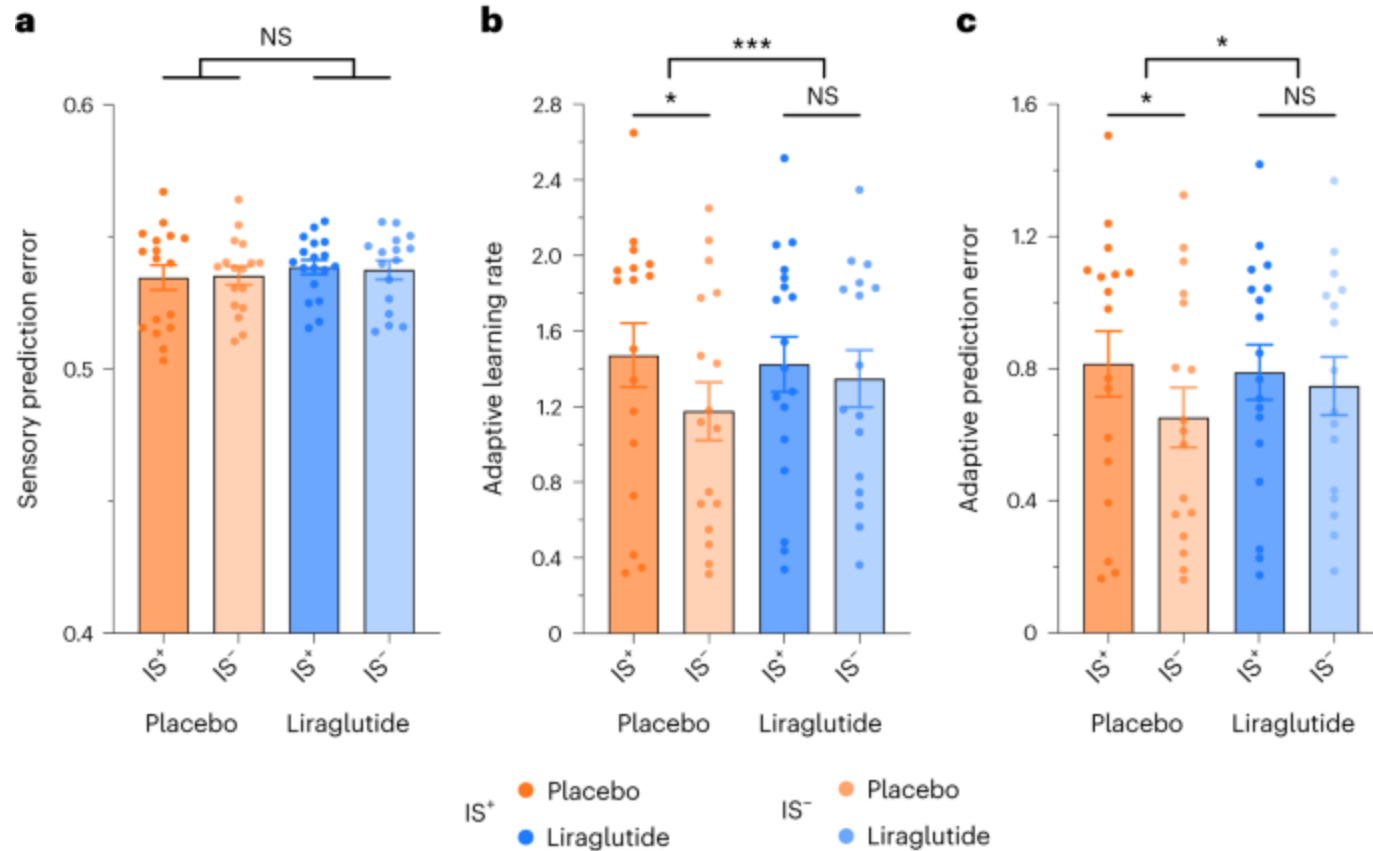 a
NS
Sensory prediction error
0.6
0.5
0.4
IS⁺
IS⁻
IS⁺
IS⁻
Placebo
Liraglutide
b
***
*
NS
Adaptive learning rate
2.8
2.4
2.0
1.6
1.2
0.8
0.4
0
IS⁺
IS⁻
IS⁺
IS⁻
Placebo
Liraglutide
c
*
*
NS
Adaptive prediction error
1.6
1.2
0.8
0.4
0
IS⁺
IS⁻
IS⁺
IS⁻
Placebo
Liraglutide
IS⁺
Placebo
Liraglutide
IS⁻
Placebo
Liraglutide